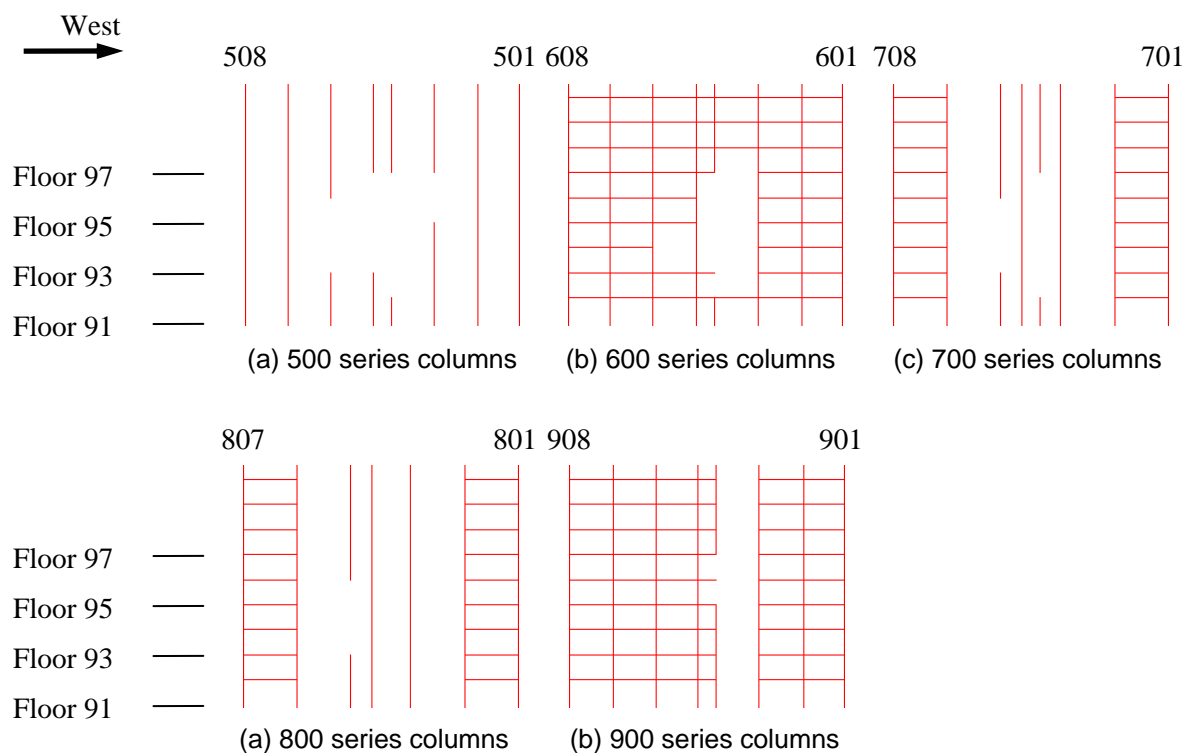 West
508 501 608 601 708 701
Floor 97
Floor 95
Floor 93
Floor 91
(a) 500 series columns (b) 600 series columns (c) 700 series columns
807 801 908 901
Floor 97
Floor 95
Floor 93
Floor 91
(a) 800 series columns (b) 900 series columns